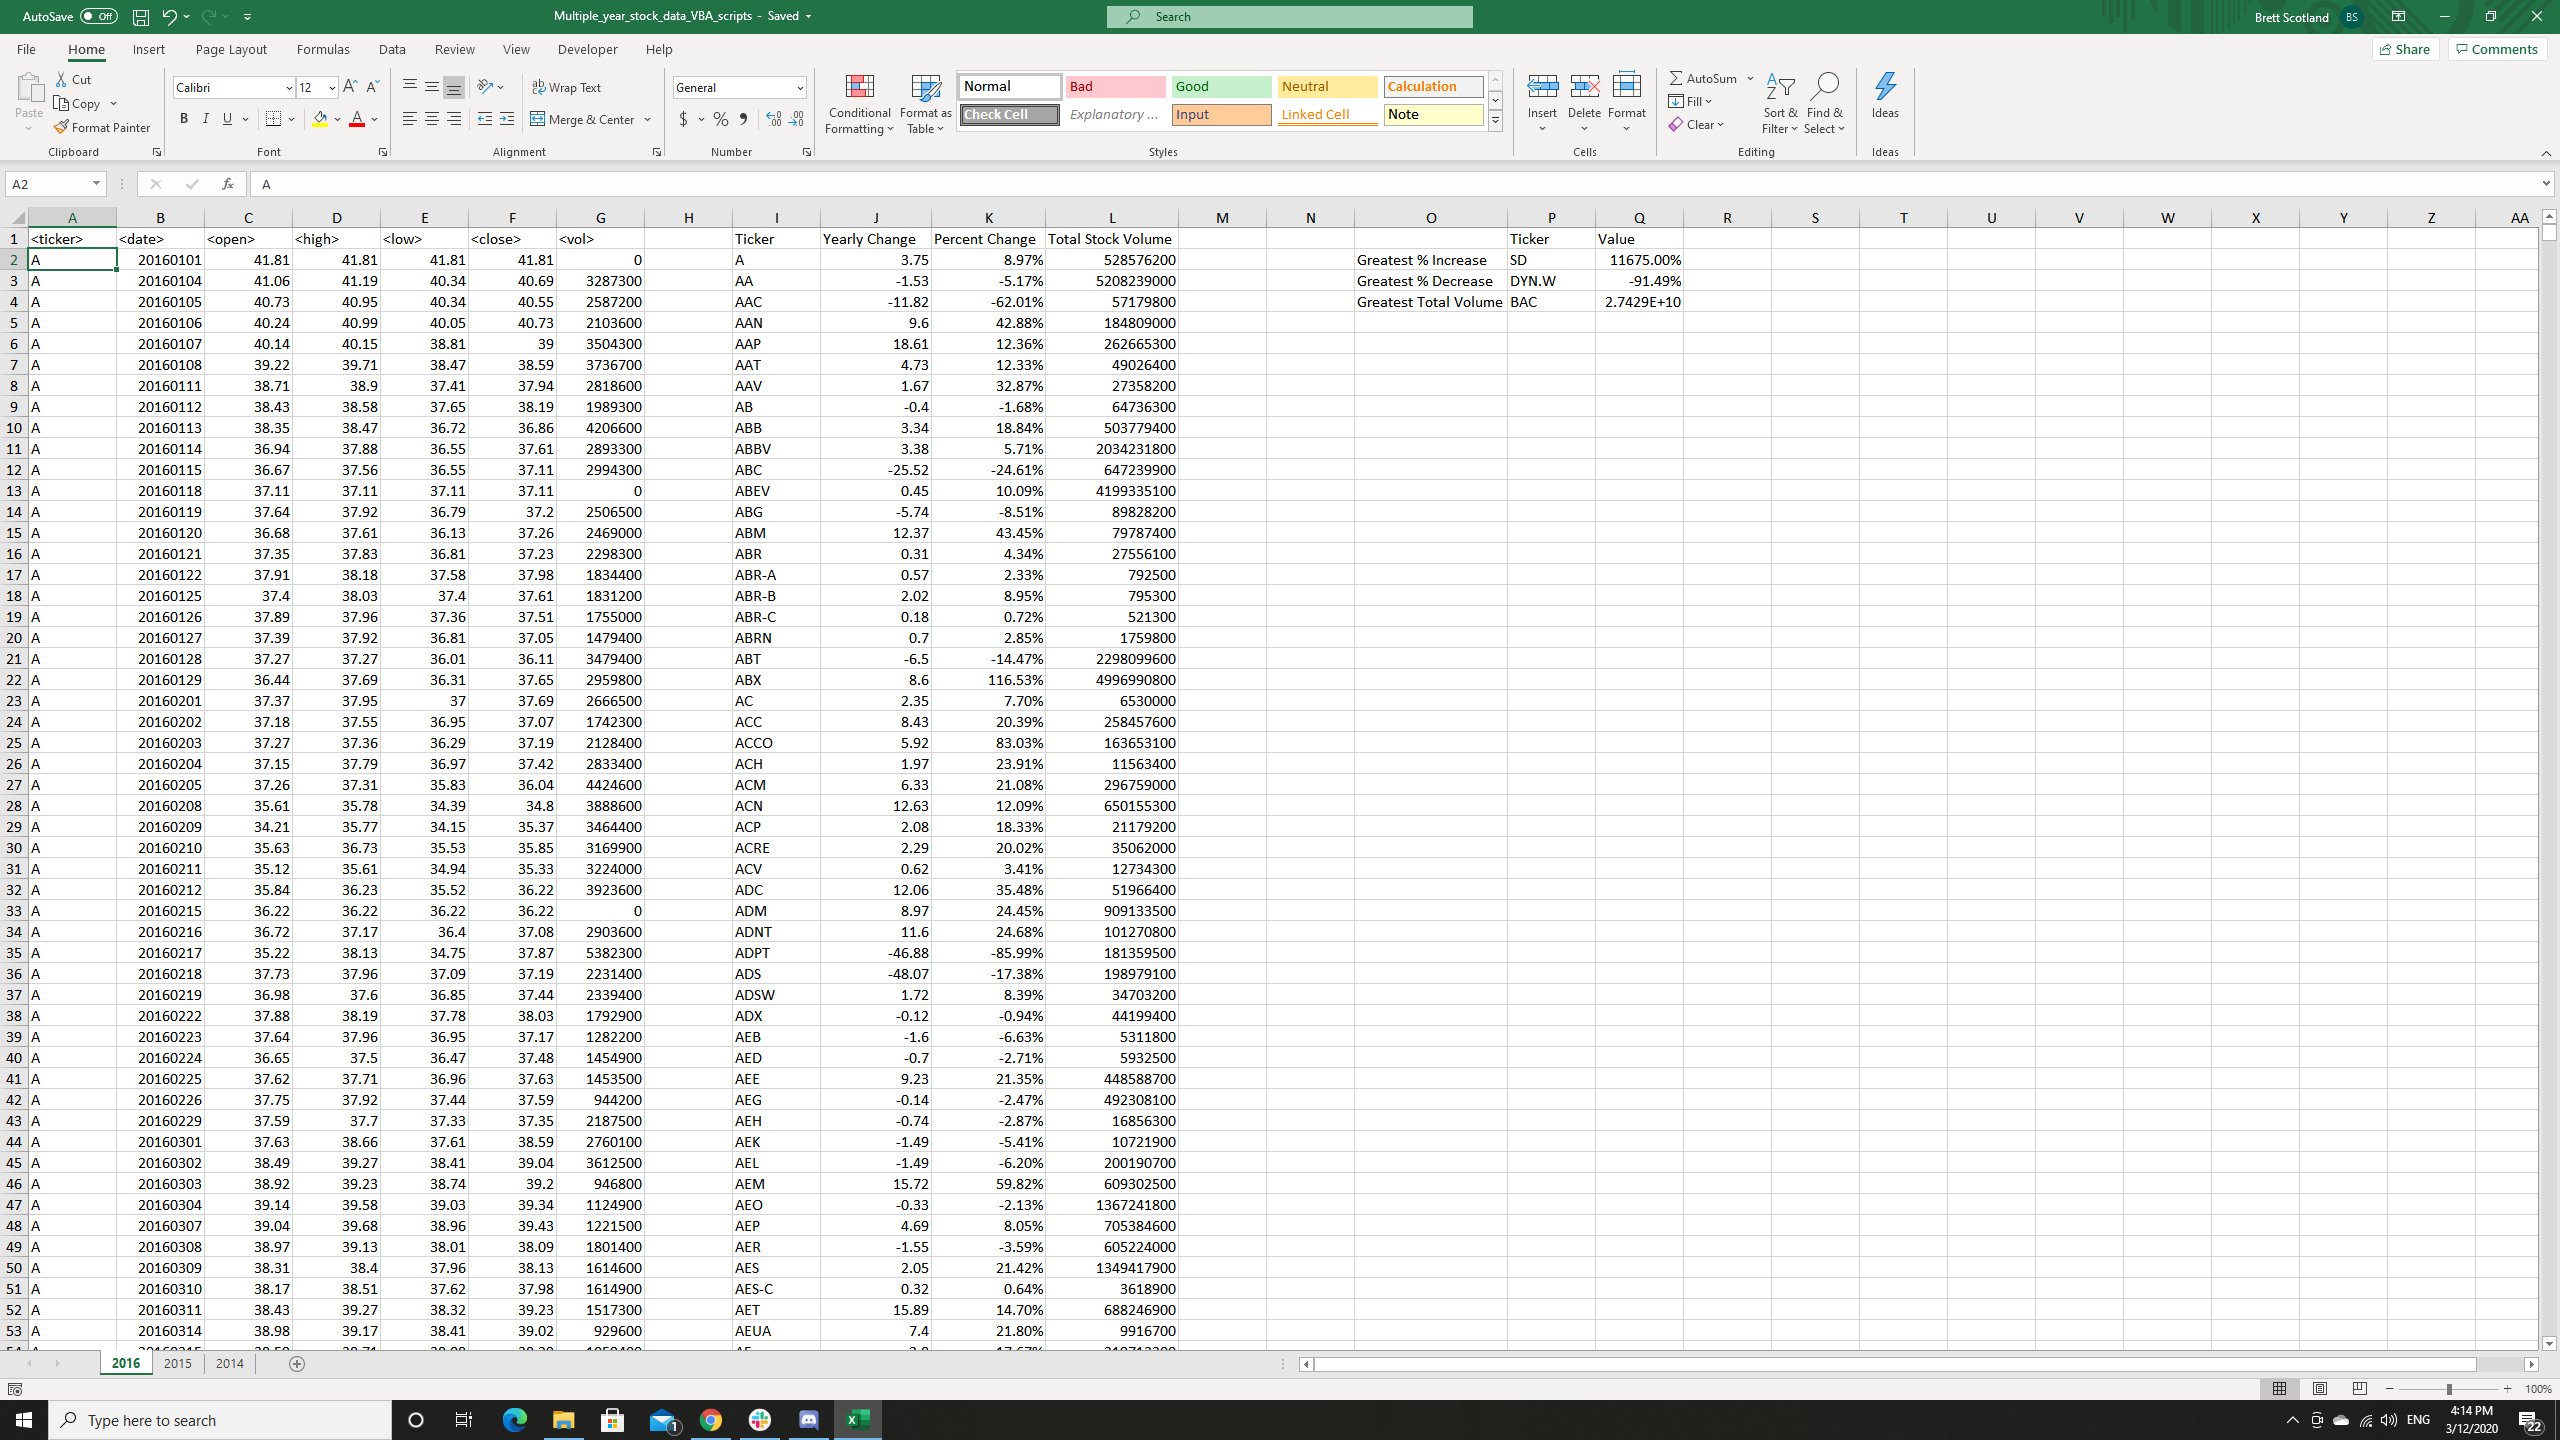 AutoSave Off Multiple_year_stock_data_VBA_scripts - Saved Search Brett Scotland BS
File Home Insert Page Layout Formulas Data Review View Developer Help Share Comments
Paste Cut Calibri 12 Wrap Text General Conditional Formatting Format as Table Normal Bad Good Neutral Calculation Insert Delete Format AutoSum Sort & Filter Find & Select Ideas
Copy Fill
Format Painter Merge & Center Check Cell Explanatory ... Input Linked Cell Note Clear
Clipboard Font Alignment Number Styles Cells Editing Ideas
A2 A
A B C D E F G H I J K L M N O P Q R S T U V W X Y Z AA
1 <ticker> <date> <open> <high> <low> <close> <vol> Ticker Yearly Change Percent Change Total Stock Volume Ticker Value
2 A 20160101 41.81 41.81 41.81 41.81 0 A 3.75 8.97% 528576200 Greatest % Increase SD 11675.00%
3 A 20160104 41.06 41.19 40.34 40.69 3287300 AA -1.53 -5.17% 5208239000 Greatest % Decrease DYN.W -91.49%
4 A 20160105 40.73 40.95 40.34 40.55 2587200 AAC -11.82 -62.01% 57179800 Greatest Total Volume BAC 2.7429E+10
5 A 20160106 40.24 40.99 40.05 40.73 2103600 AAN 9.6 42.88% 184809000
6 A 20160107 40.14 40.15 38.81 39 3504300 AAP 18.61 12.36% 262665300
7 A 20160108 39.22 39.71 38.47 38.59 3736700 AAT 4.73 12.33% 49026400
8 A 20160111 38.71 38.9 37.41 37.94 2818600 AAV 1.67 32.87% 27358200
9 A 20160112 38.43 38.58 37.65 38.19 1989300 AB -0.4 -1.68% 64736300
10 A 20160113 38.35 38.47 36.72 36.86 4206600 ABB 3.34 18.84% 503779400
11 A 20160114 36.94 37.88 36.55 37.61 2893300 ABBV 3.38 5.71% 2034231800
12 A 20160115 36.67 37.56 36.55 37.11 2994300 ABC -25.52 -24.61% 647239900
13 A 20160118 37.11 37.11 37.11 37.11 0 ABEV 0.45 10.09% 4199335100
14 A 20160119 37.64 37.92 36.79 37.2 2506500 ABG -5.74 -8.51% 89828200
15 A 20160120 36.68 37.61 36.13 37.26 2469000 ABM 12.37 43.45% 79787400
16 A 20160121 37.35 37.83 36.81 37.23 2298300 ABR 0.31 4.34% 27556100
17 A 20160122 37.91 38.18 37.58 37.98 1834400 ABR-A 0.57 2.33% 792500
18 A 20160125 37.4 38.03 37.4 37.61 1831200 ABR-B 2.02 8.95% 795300
19 A 20160126 37.89 37.96 37.36 37.51 1755000 ABR-C 0.18 0.72% 521300
20 A 20160127 37.39 37.92 36.81 37.05 1479400 ABRN 0.7 2.85% 1759800
21 A 20160128 37.27 37.27 36.01 36.11 3479400 ABT -6.5 -14.47% 2298099600
22 A 20160129 36.44 37.69 36.31 37.65 2959800 ABX 8.6 116.53% 4996990800
23 A 20160201 37.37 37.95 37 37.69 2666500 AC 2.35 7.70% 6530000
24 A 20160202 37.18 37.55 36.95 37.07 1742300 ACC 8.43 20.39% 258457600
25 A 20160203 37.27 37.36 36.29 37.19 2128400 ACCO 5.92 83.03% 163653100
26 A 20160204 37.15 37.79 36.97 37.42 2833400 ACH 1.97 23.91% 11563400
27 A 20160205 37.26 37.31 35.83 36.04 4424600 ACM 6.33 21.08% 296759000
28 A 20160208 35.61 35.78 34.39 34.8 3888600 ACN 12.63 12.09% 650155300
29 A 20160209 34.21 35.77 34.15 35.37 3464400 ACP 2.08 18.33% 21179200
30 A 20160210 35.63 36.73 35.53 35.85 3169900 ACRE 2.29 20.02% 35062000
31 A 20160211 35.12 35.61 34.94 35.33 3224000 ACV 0.62 3.41% 12734300
32 A 20160212 35.84 36.23 35.52 36.22 3923600 ADC 12.06 35.48% 51966400
33 A 20160215 36.22 36.22 36.22 36.22 0 ADM 8.97 24.45% 909133500
34 A 20160216 36.72 37.17 36.4 37.08 2903600 ADNT 11.6 24.68% 101270800
35 A 20160217 35.22 38.13 34.75 37.87 5382300 ADPT -46.88 -85.99% 181359500
36 A 20160218 37.73 37.96 37.09 37.19 2231400 ADS -48.07 -17.38% 198979100
37 A 20160219 36.98 37.6 36.85 37.44 2339400 ADSW 1.72 8.39% 34703200
38 A 20160222 37.88 38.19 37.78 38.03 1792900 ADX -0.12 -0.94% 44199400
39 A 20160223 37.64 37.96 36.95 37.17 1282200 AEB -1.6 -6.63% 5311800
40 A 20160224 36.65 37.5 36.47 37.48 1454900 AED -0.7 -2.71% 5932500
41 A 20160225 37.62 37.71 36.96 37.63 1453500 AEE 9.23 21.35% 448588700
42 A 20160226 37.75 37.92 37.44 37.59 944200 AEG -0.14 -2.47% 492308100
43 A 20160229 37.59 37.7 37.33 37.35 2187500 AEH -0.74 -2.87% 16856300
44 A 20160301 37.63 38.66 37.61 38.59 2760100 AEK -1.49 -5.41% 10721900
45 A 20160302 38.49 39.27 38.41 39.04 3612500 AEL -1.49 -6.20% 200190700
46 A 20160303 38.92 39.23 38.74 39.2 946800 AEM 15.72 59.82% 609302500
47 A 20160304 39.14 39.58 39.03 39.34 1124900 AEO -0.33 -2.13% 1367241800
48 A 20160307 39.04 39.68 38.96 39.43 1221500 AEP 4.69 8.05% 705384600
49 A 20160308 38.97 39.13 38.01 38.09 1801400 AER -1.55 -3.59% 605224000
50 A 20160309 38.31 38.4 37.96 38.13 1614600 AES 2.05 21.42% 1349417900
51 A 20160310 38.17 38.51 37.62 37.98 1614900 AES-C 0.32 0.64% 3618900
52 A 20160311 38.43 39.27 38.32 39.23 1517300 AET 15.89 14.70% 688246900
53 A 20160314 38.98 39.17 38.41 39.02 929600 AEUA 7.4 21.80% 9916700
2016 2015 2014
100%
Type here to search 1 ENG 4:14 PM 3/12/2020 22